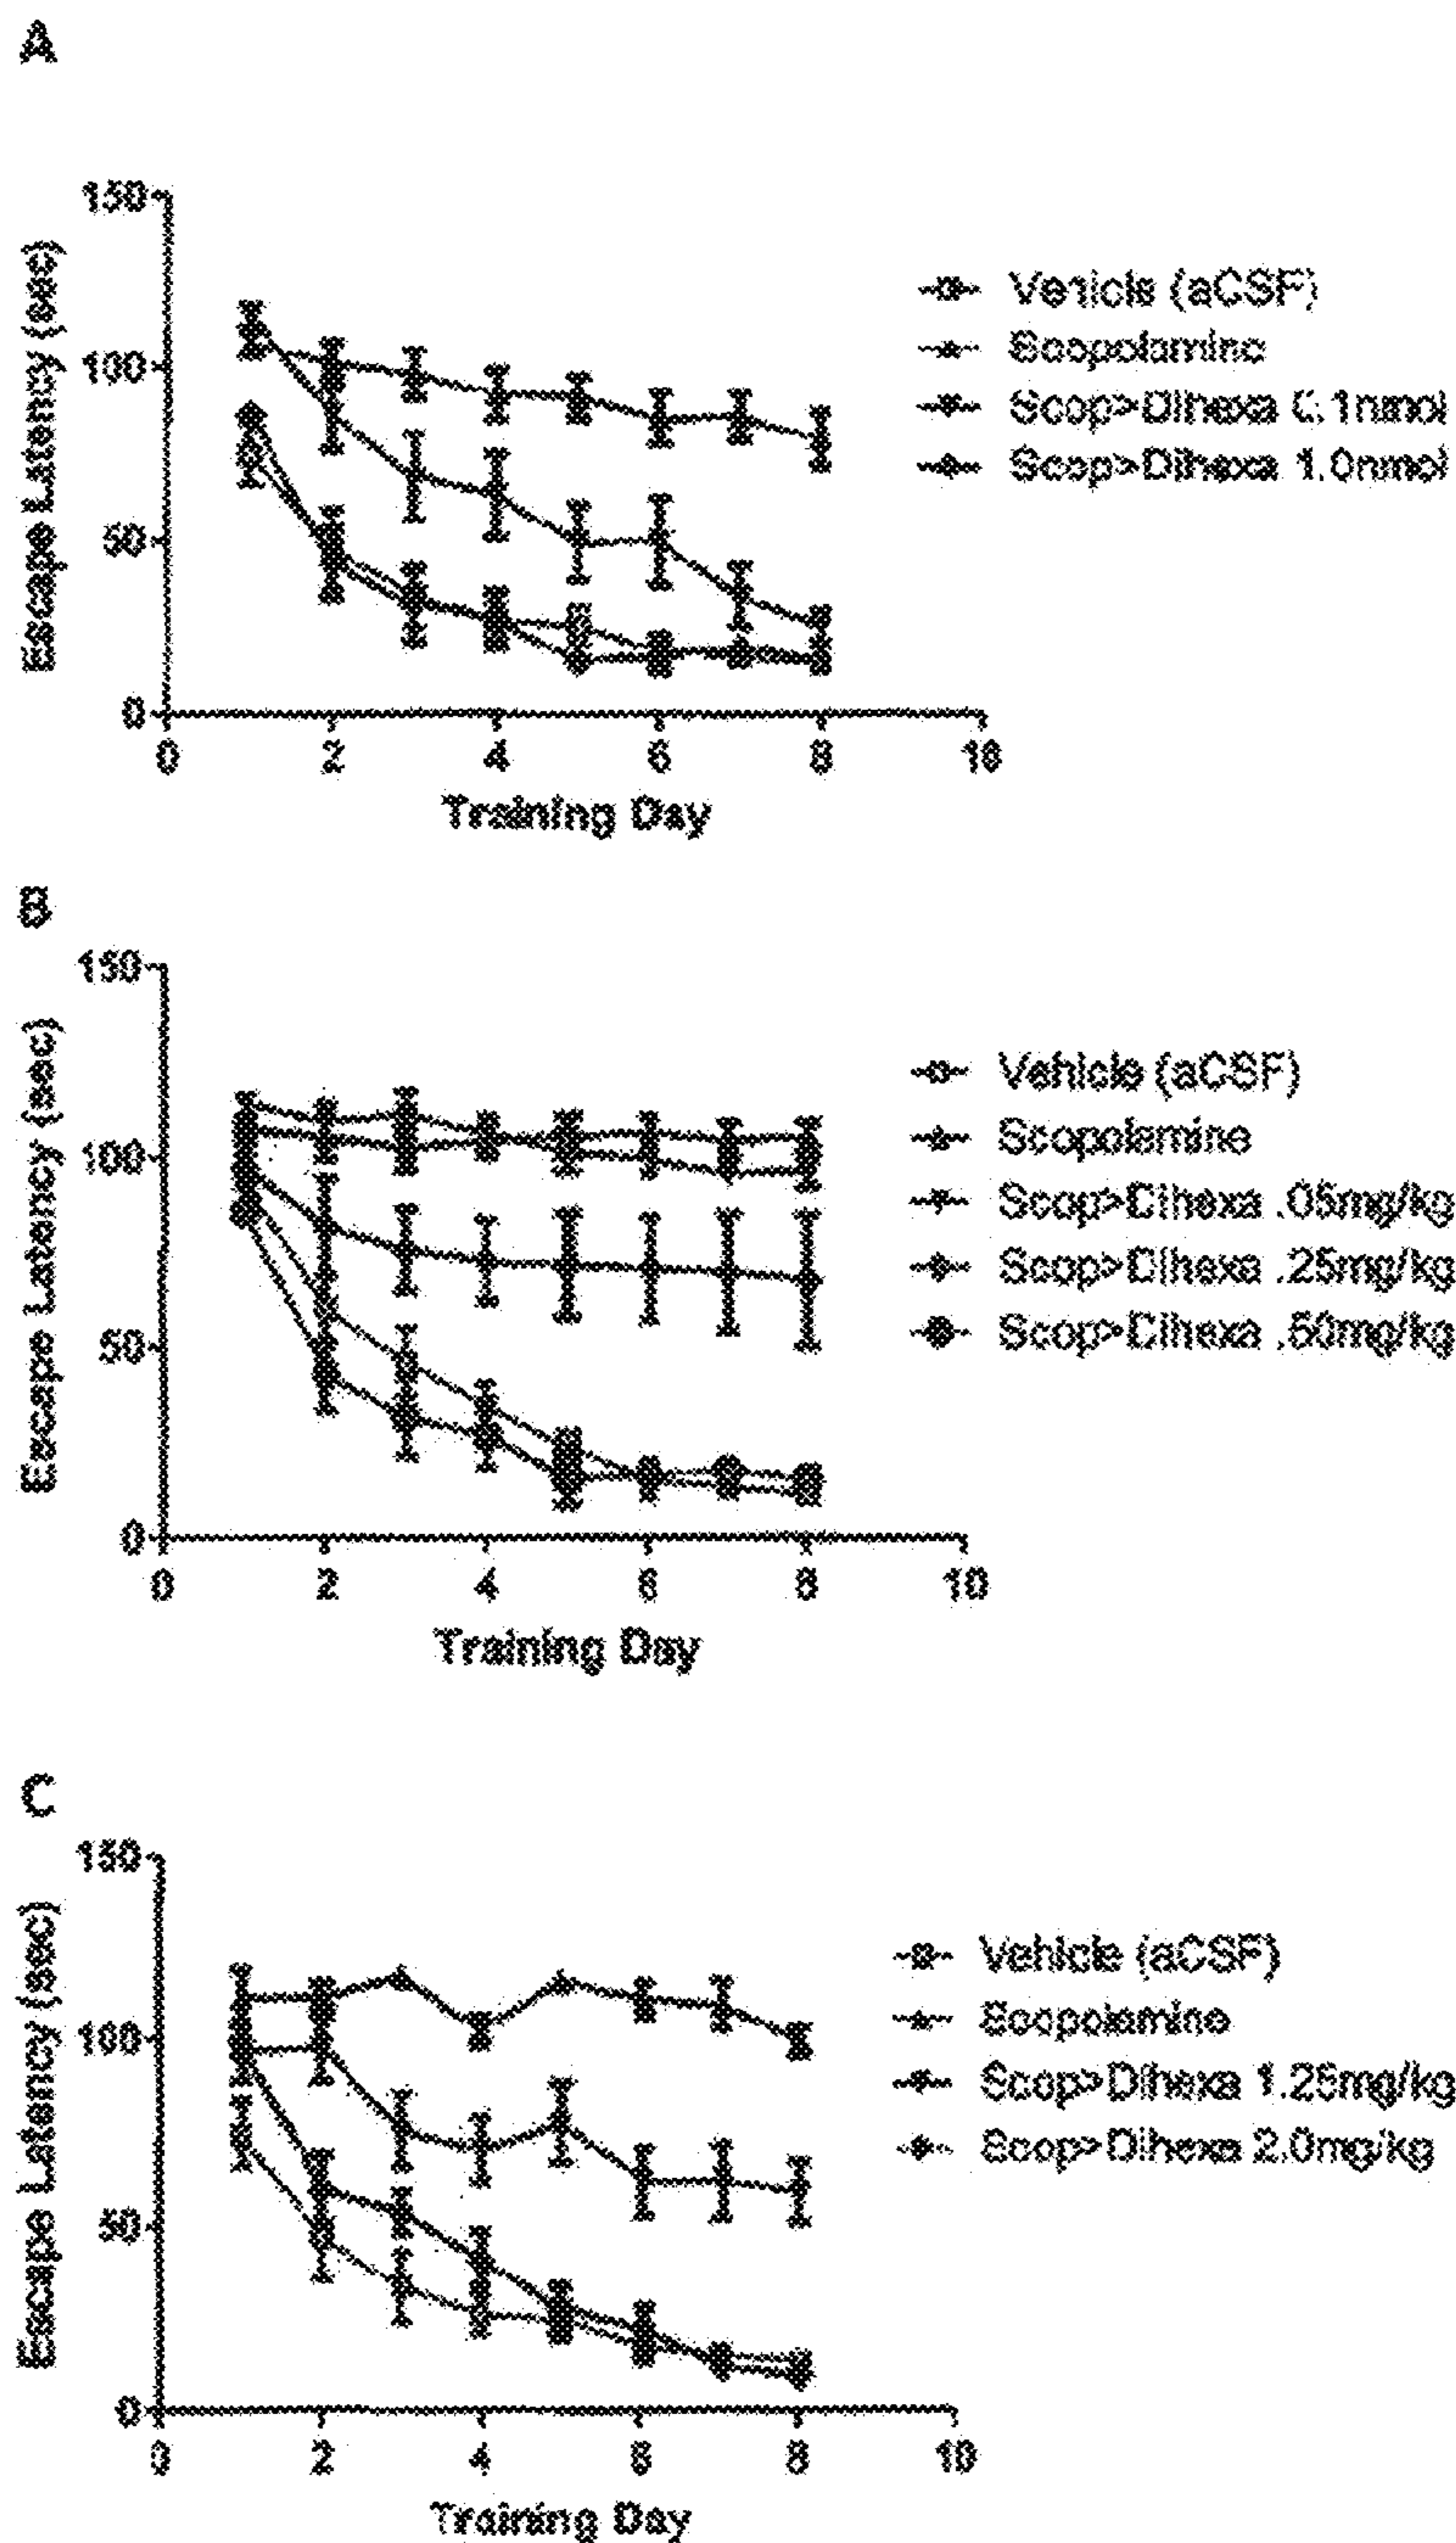 A
150
100
50
0
Escape Latency (sec)
0 2 4 6 8 10
Training Day
Vehicle (aCSF)
Scopolamine
Scop>Dihexa 0.1nmol
Scop>Dihexa 1.0nmol
B
150
100
50
0
Escape Latency (sec)
0 2 4 6 8 10
Training Day
Vehicle (aCSF)
Scopolamine
Scop>Dihexa .05mg/kg
Scop>Dihexa .25mg/kg
Scop>Dihexa .50mg/kg
C
150
100
50
0
Escape Latency (sec)
0 2 4 6 8 10
Training Day
Vehicle (aCSF)
Scopolamine
Scop>Dihexa 1.25mg/kg
Scop>Dihexa 2.0mg/kg